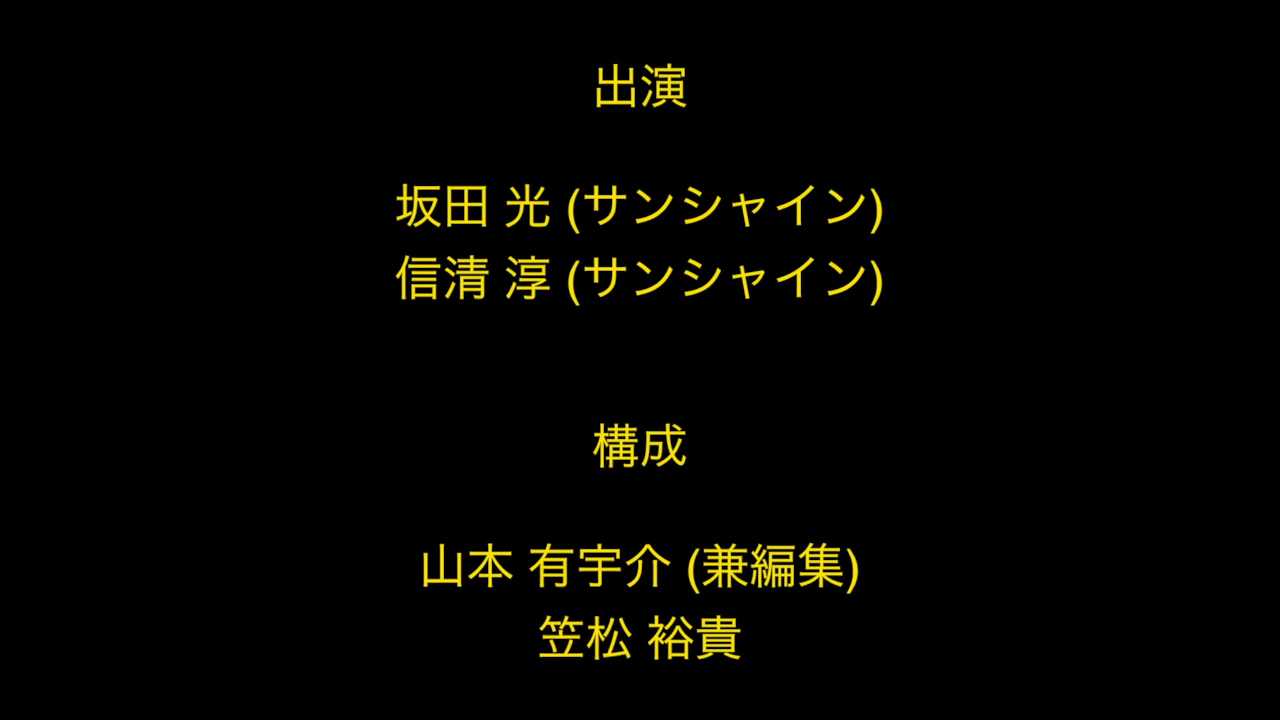 出演
坂田 光 (サンシャイン)
信清 淳 (サンシャイン)
構成
山本 有宇介 (兼編集)
笠松 裕貴